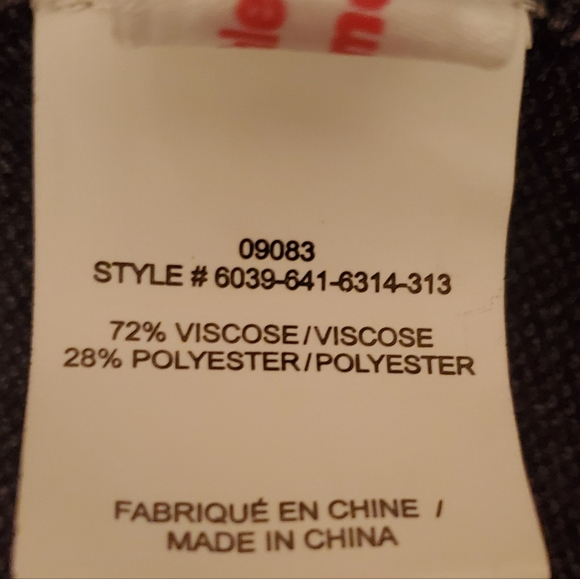 09083
STYLE # 6039-641-6314-313
72% VISCOSE/VISCOSE
28% POLYESTER/POLYESTER
FABRIQUÉ EN CHINE /
MADE IN CHINA